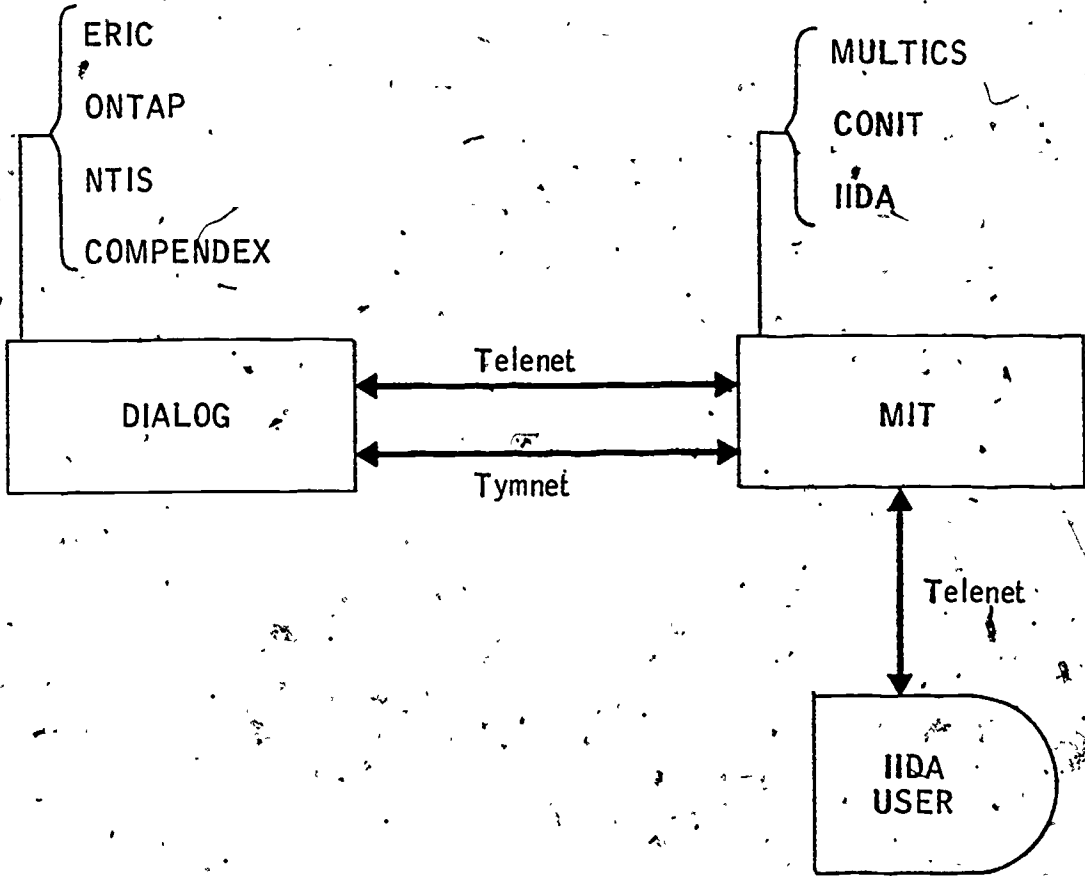 ERIC
ONTAP
NTIS
COMPENDEX
MULTICS
CONIT
IIDA
DIALOG
Telenet
Tymnet
MIT
Telenet
IIDA
USER